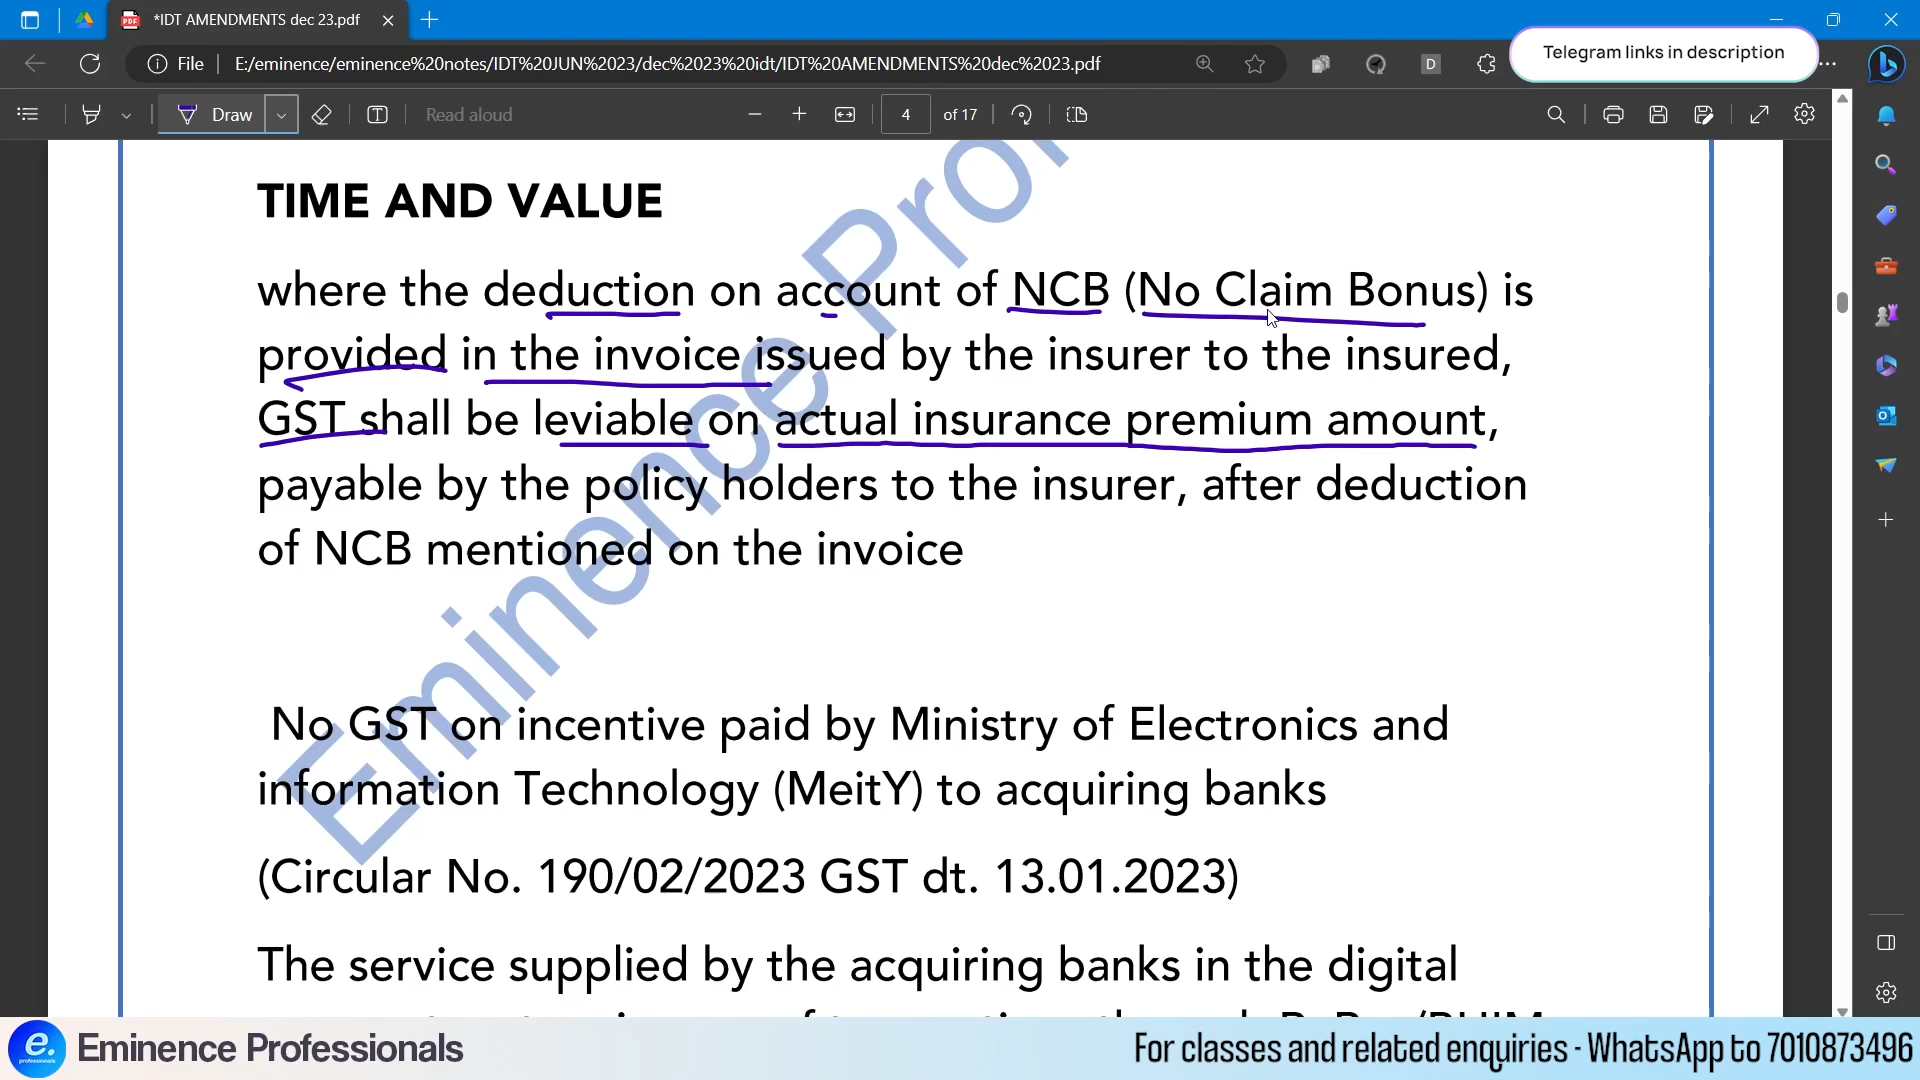 *IDT AMENDMENTS dec 23.pdf
Telegram links in description
File
E:/eminence/eminence%20notes/IDT%20JUN%2023/dec%2023%20idt/IDT%20AMENDMENTS%20dec%2023.pdf
Draw
Read aloud
4 of 17
TIME AND VALUE
where the deduction on account of NCB (No Claim Bonus) is
provided in the invoice issued by the insurer to the insured,
GST shall be leviable on actual insurance premium amount,
payable by the policy holders to the insurer, after deduction
of NCB mentioned on the invoice
No GST on incentive paid by Ministry of Electronics and
information Technology (MeitY) to acquiring banks
(Circular No. 190/02/2023 GST dt. 13.01.2023)
The service supplied by the acquiring banks in the digital
Eminence Prof
e.
professionals
Eminence Professionals
For classes and related enquiries - WhatsApp to 7010873496